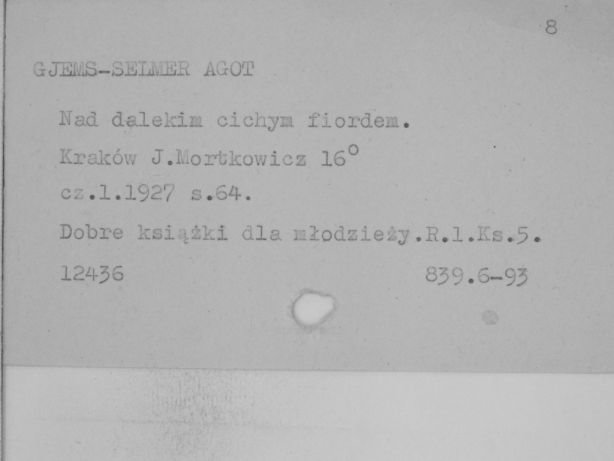 8
GJEMS-SELMER AGOT
Nad dalekim cichym fiordem.
Kraków J.Mortkowicz 16°
cz.1.1927 s.64.
Dobre książki dla młodzieży.R.1.Ks.5.
12436 839.6-93